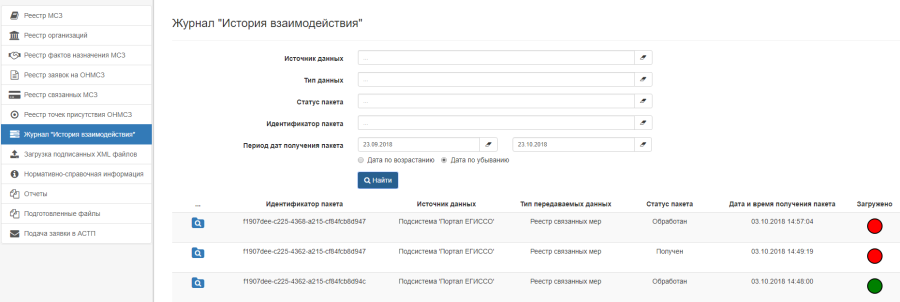 Реестр МСЗ
Реестр организаций
Реестр фактов назначения МСЗ
Реестр заявок на ОНМСЗ
Реестр связанных МСЗ
Реестр точек присутствия ОНМСЗ
Журнал "История взаимодействия"
Загрузка подписанных XML файлов
Нормативно-справочная информация
Отчеты
Подготовленные файлы
Подача заявки в АСТП
Журнал "История взаимодействия"
Источник данных ...
Тип данных ...
Статус пакета ...
Идентификатор пакета ...
Период дат получения пакета 23.09.2018 23.10.2018
Дата по возрастанию Дата по убыванию
Найти
... Идентификатор пакета Источник данных Тип передаваемых данных Статус пакета Дата и время получения пакета Загружено
f1907dee-c225-4368-a215-cf84fcb8d947 Подсистема 'Портал ЕГИССО' Реестр связанных мер Обработан 03.10.2018 14:57:04
f1907dee-c225-4362-a215-cf84fcb8d947 Подсистема 'Портал ЕГИССО' Реестр связанных мер Получен 03.10.2018 14:49:19
f1907dee-c225-4362-a215-cf84fcb8d94c Подсистема 'Портал ЕГИССО' Реестр связанных мер Обработан 03.10.2018 14:48:00